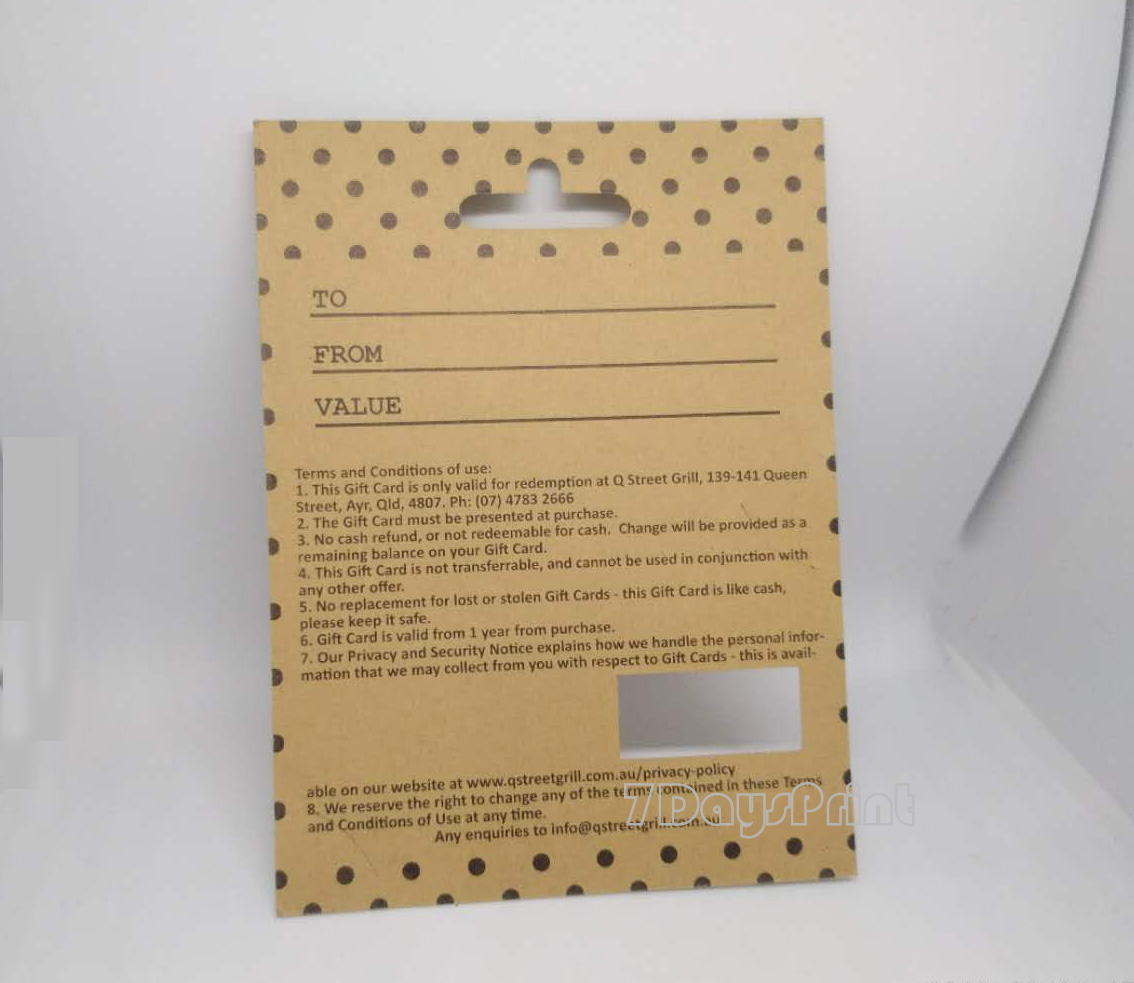 TO
FROM
VALUE
Terms and Conditions of use:
1. This Gift Card is only valid for redemption at Q Street Grill, 139-141 Queen
Street, Ayr, Qld, 4807. Ph: (07) 4783 2666
2. The Gift Card must be presented at purchase.
3. No cash refund, or not redeemable for cash.  Change will be provided as a
remaining balance on your Gift Card.
4. This Gift Card is not transferrable, and cannot be used in conjunction with
any other offer.
5. No replacement for lost or stolen Gift Cards - this Gift Card is like cash,
please keep it safe.
6. Gift Card is valid from 1 year from purchase.
7. Our Privacy and Security Notice explains how we handle the personal infor-
mation that we may collect from you with respect to Gift Cards - this is avail-
able on our website at www.qstreetgrill.com.au/privacy-policy
8. We reserve the right to change any of the terms contained in these Terms
and Conditions of Use at any time.
Any enquiries to info@qstreetgrill.com.au
7DaysPrint